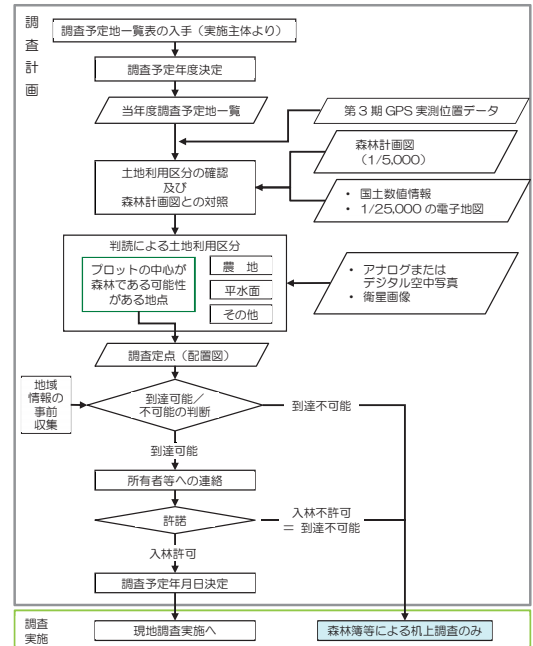 調査計画
調査予定地一覧表の入手（実施主体より）
調査予定年度決定
当年度調査予定地一覧
第３期 GPS 実測位置データ
土地利用区分の確認
及び
森林計画図との対照
森林計画図
（1/5,000）
・ 国土数値情報
・ 1/25,000 の電子地図
判読による土地利用区分
プロットの中心が
森林である可能性
がある地点
農　地
平水面
その他
・ アナログまたは
デジタル空中写真
・ 衛星画像
調査定点（配置図）
地域
情報の
事前
収集
到達可能／
不可能の判断
到達不可能
到達可能
所有者等への連絡
許諾
入林不許可
＝ 到達不可能
入林許可
調査予定年月日決定
調査
実施
現地調査実施へ
森林簿等による机上調査のみ